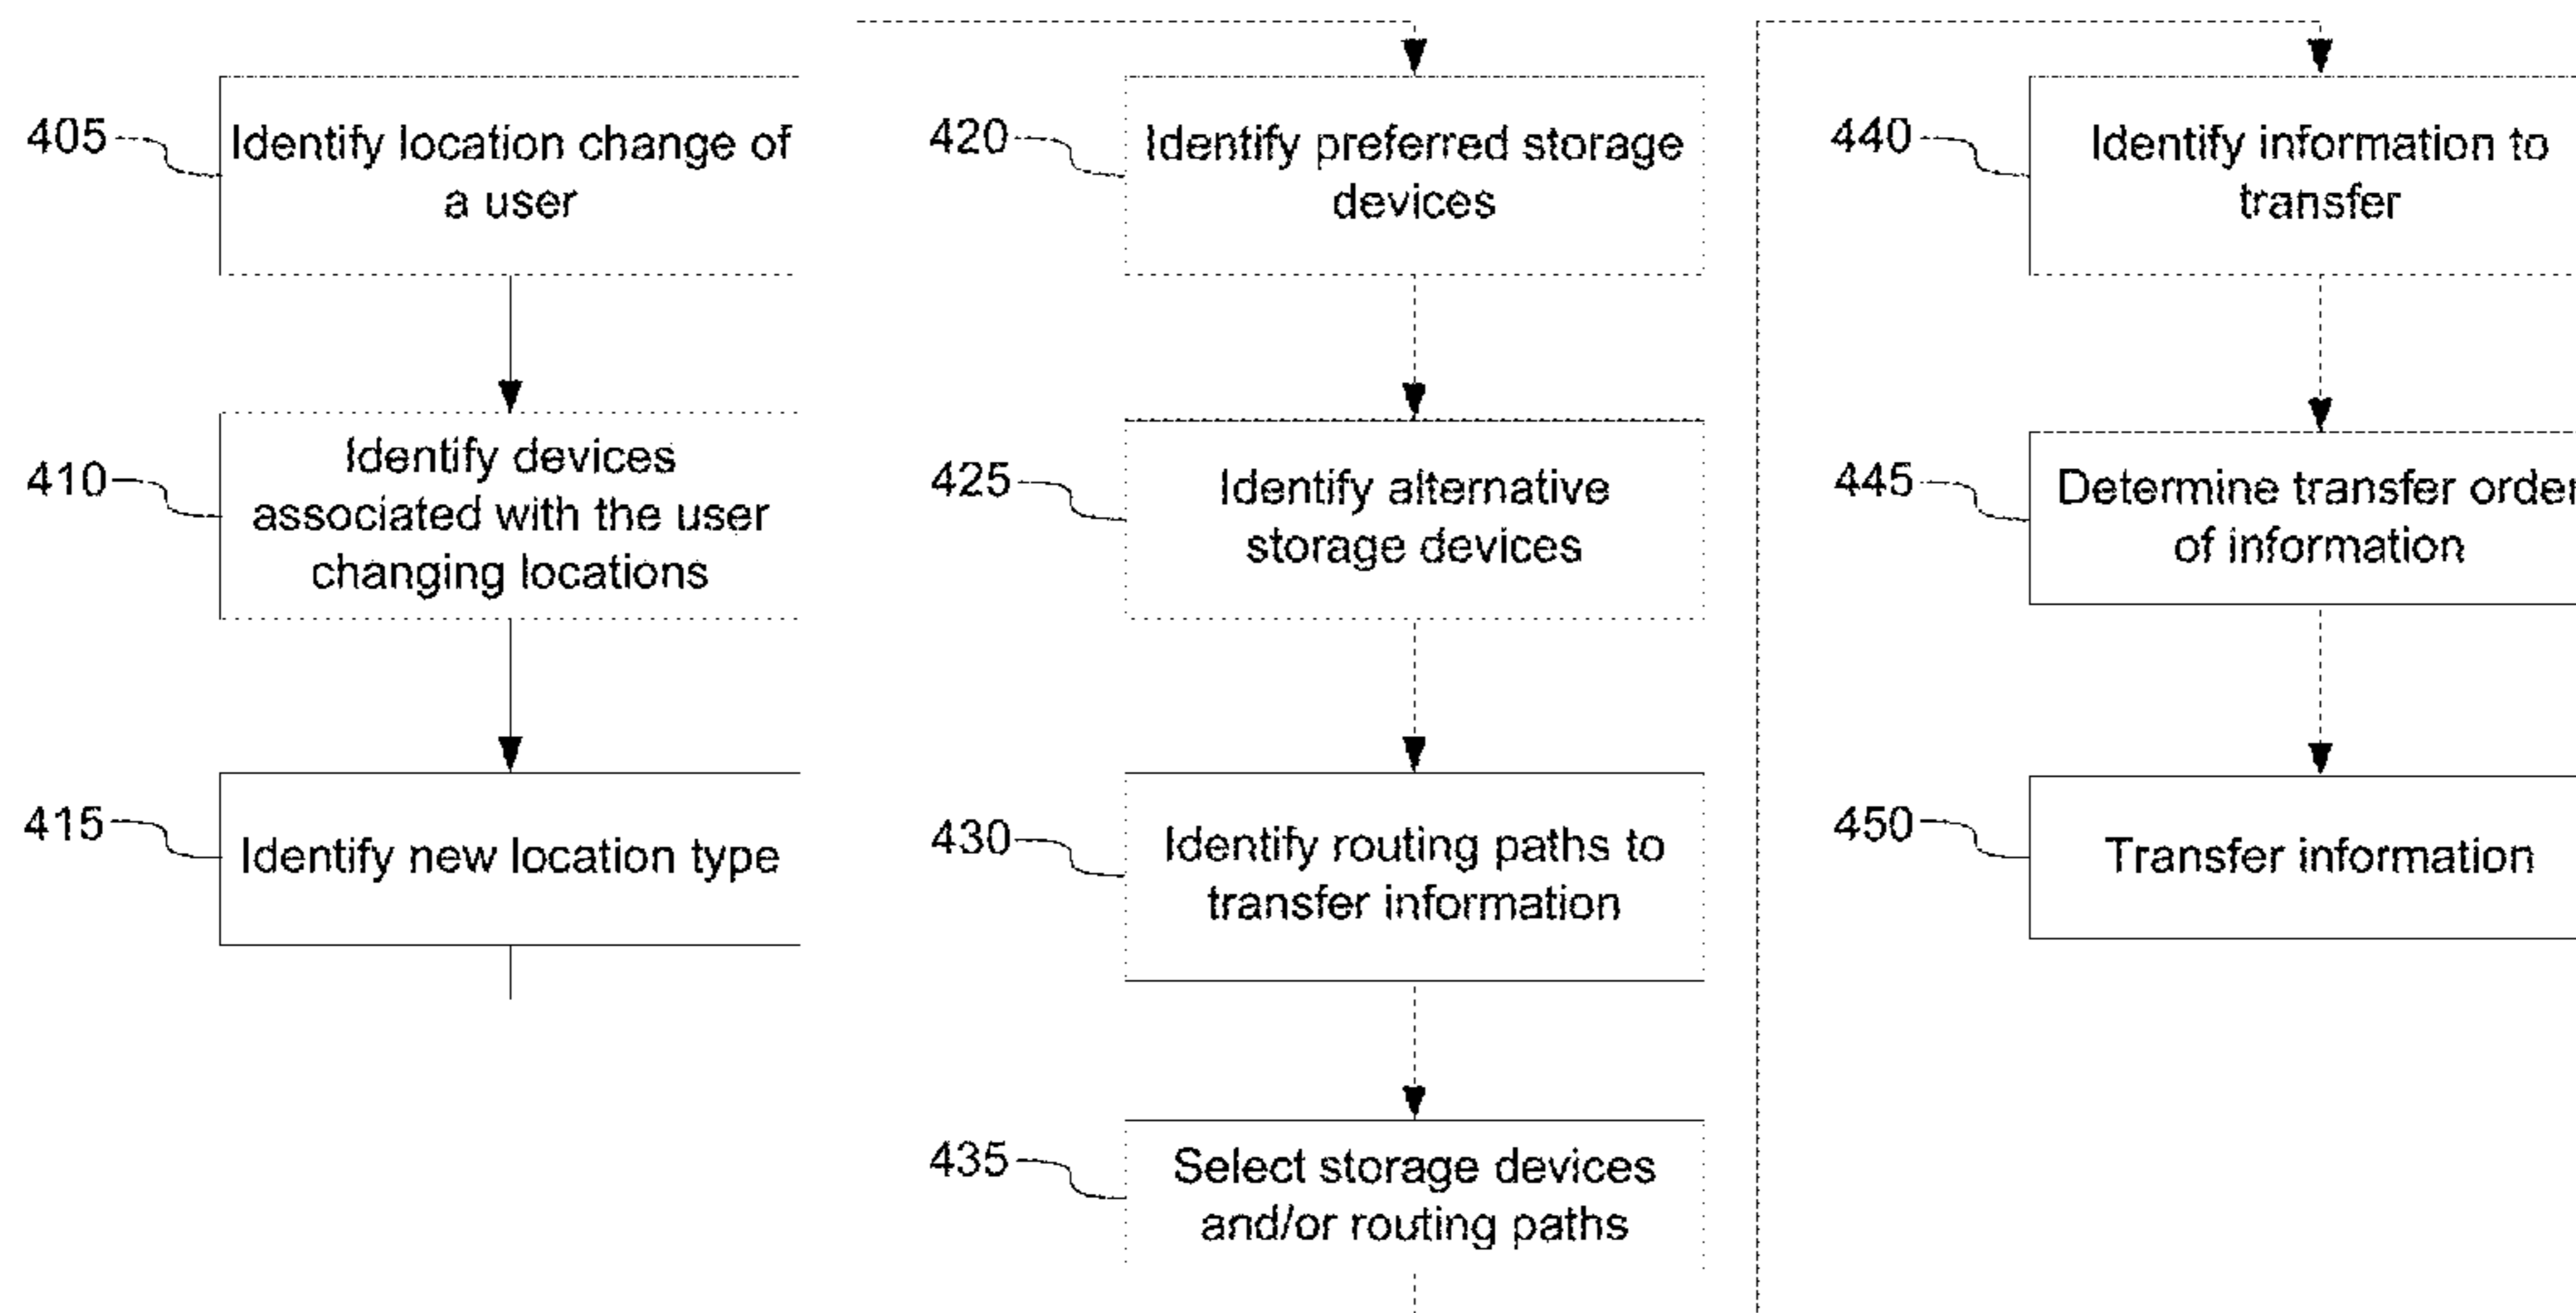 405
Identify location change of
a user
410
Identify devices
associated with the user
changing locations
415
Identify new location type
420
Identify preferred storage
devices
425
Identify alternative
storage devices
430
Identify routing paths to
transfer information
435
Select storage devices
and/or routing paths
440
Identify information to
transfer
445
Determine transfer order
of information
450
Transfer information